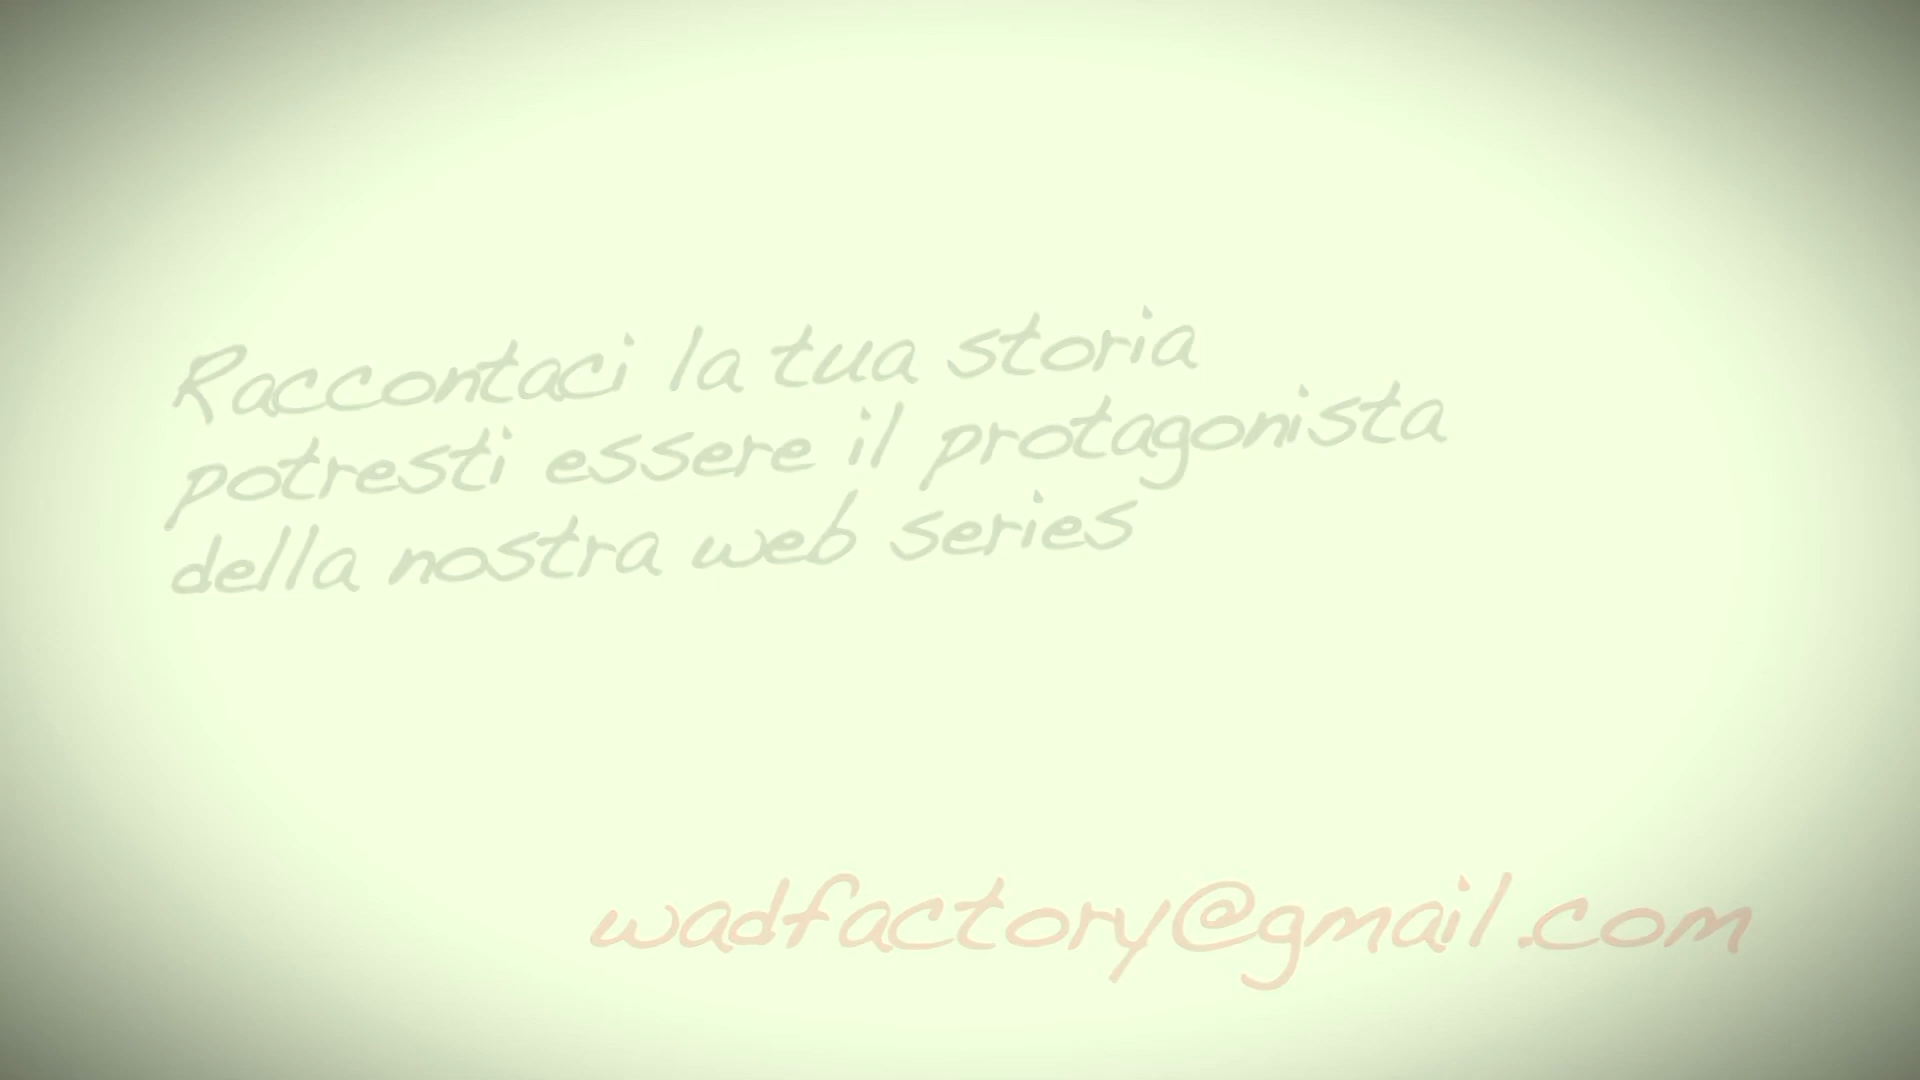 Raccontaci la tua storia
potresti essere il protagonista
della nostra web series
wadfactory@gmail.com